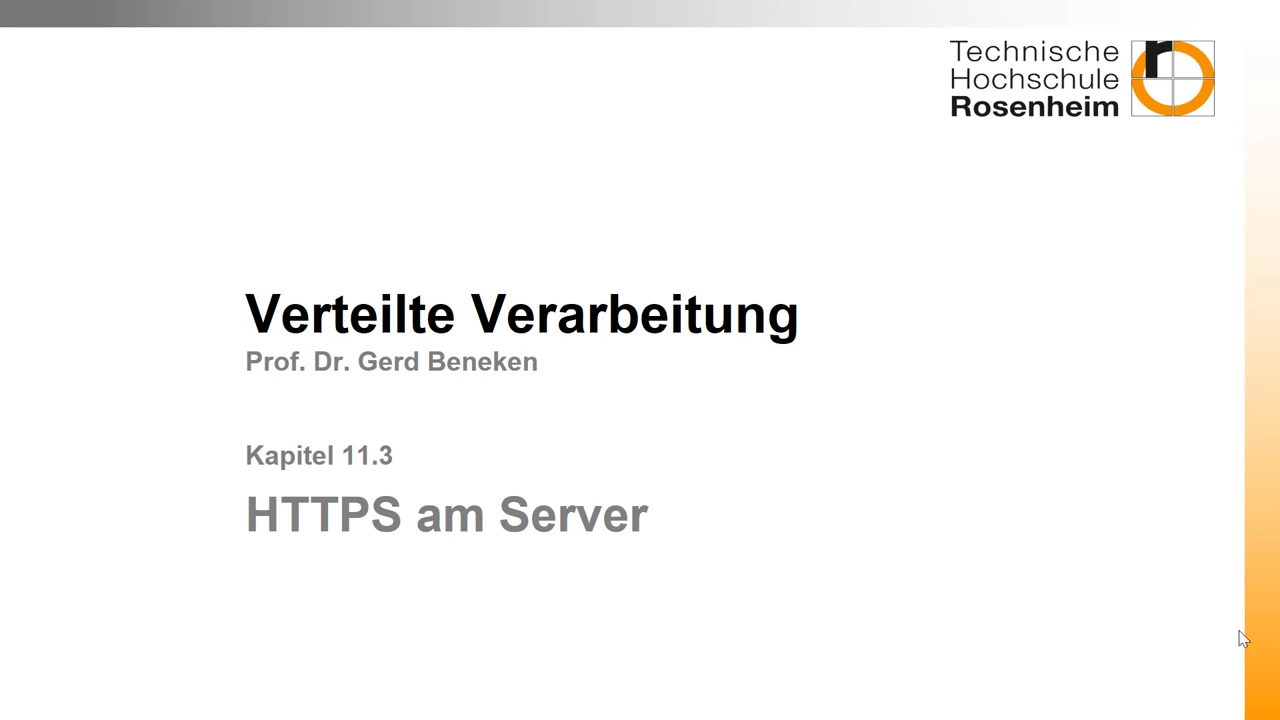 Technische
Hochschule
Rosenheim
Verteilte Verarbeitung
Prof. Dr. Gerd Beneken
Kapitel 11.3
HTTPS am Server